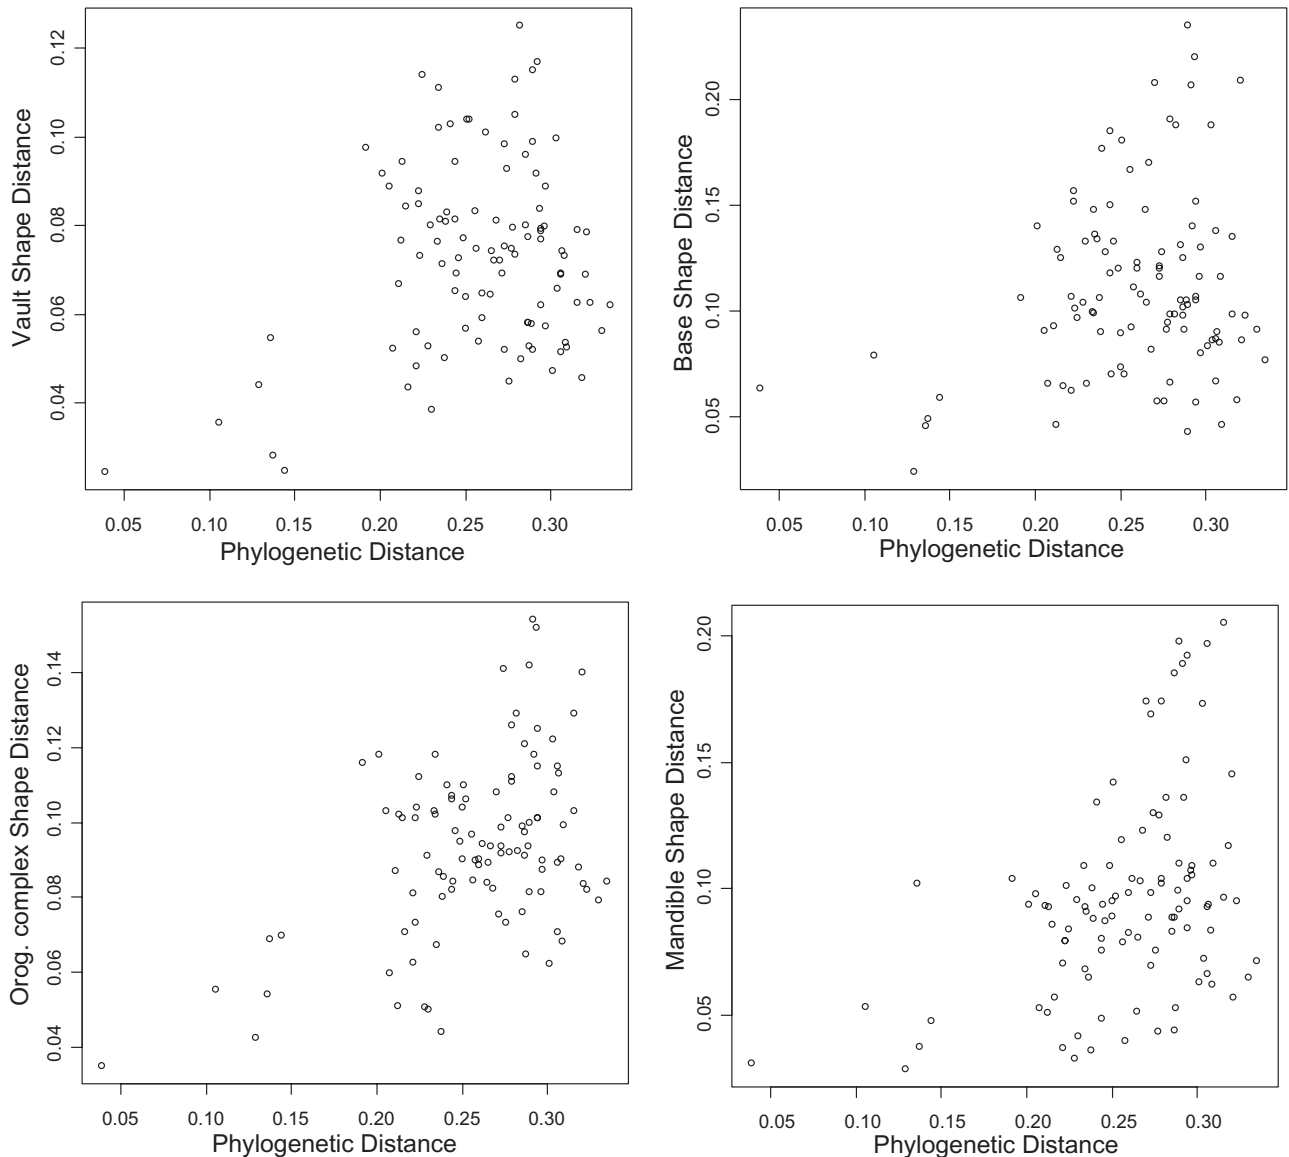 Vault Shape Distance
0.12
0.10
0.08
0.06
0.04
0.05 0.10 0.15 0.20 0.25 0.30
Phylogenetic Distance
Base Shape Distance
0.20
0.15
0.10
0.05
0.05 0.10 0.15 0.20 0.25 0.30
Phylogenetic Distance
Orog. complex Shape Distance
0.14
0.12
0.10
0.08
0.06
0.04
0.05 0.10 0.15 0.20 0.25 0.30
Phylogenetic Distance
Mandible Shape Distance
0.20
0.15
0.10
0.05
0.05 0.10 0.15 0.20 0.25 0.30
Phylogenetic Distance